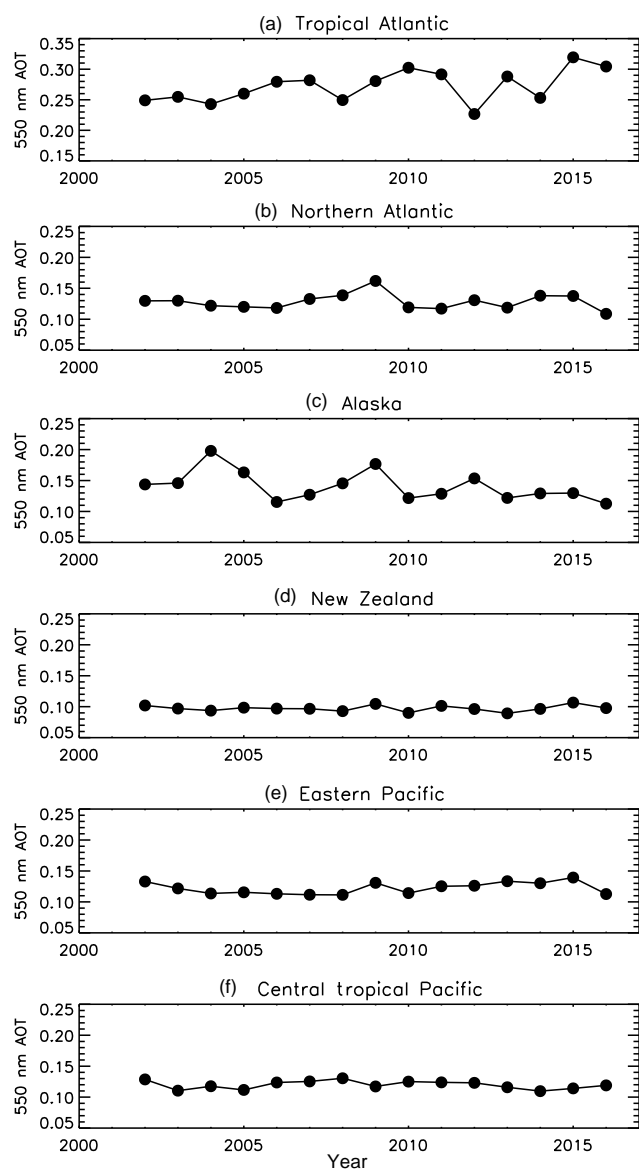 (a) Tropical Atlantic
550 nm AOT
0.35
0.30
0.25
0.20
0.15
2000 2005 2010 2015
(b) Northern Atlantic
550 nm AOT
0.25
0.20
0.15
0.10
0.05
2000 2005 2010 2015
(c) Alaska
550 nm AOT
0.25
0.20
0.15
0.10
0.05
2000 2005 2010 2015
(d) New Zealand
550 nm AOT
0.25
0.20
0.15
0.10
0.05
2000 2005 2010 2015
(e) Eastern Pacific
550 nm AOT
0.25
0.20
0.15
0.10
0.05
2000 2005 2010 2015
(f) Central tropical Pacific
550 nm AOT
0.25
0.20
0.15
0.10
0.05
2000 2005 2010 2015
Year